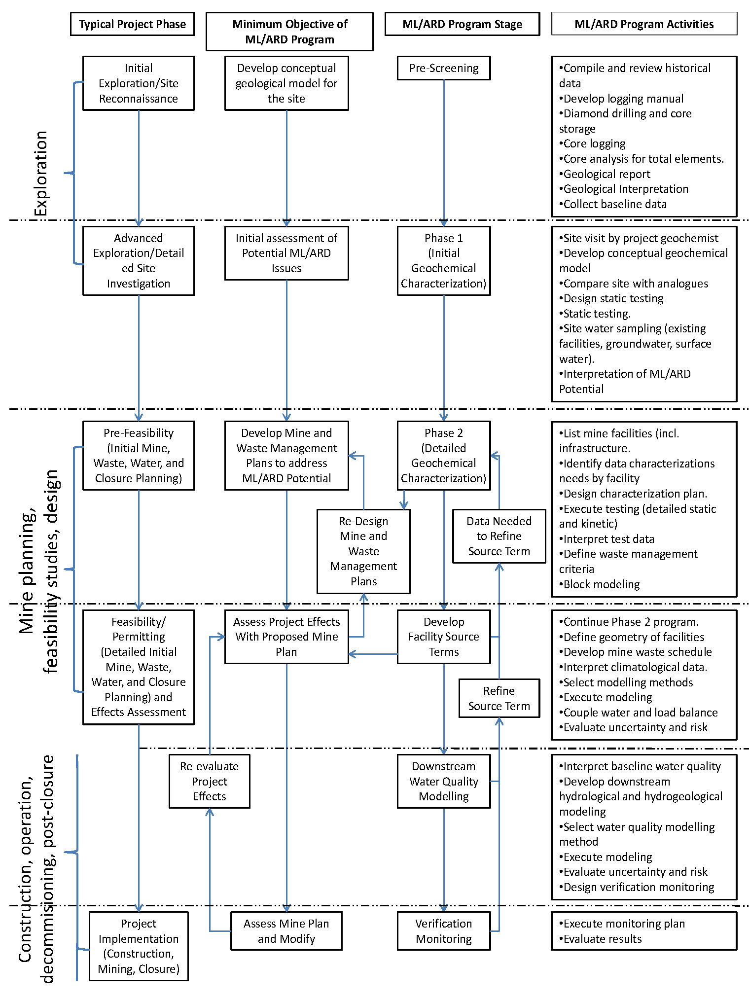 Typical Project Phase
Minimum Objective of
ML/ARD Program
ML/ARD Program Stage
ML/ARD Program Activities
Exploration
Initial
Exploration/Site
Reconnaissance
Develop conceptual
geological model for
the site
Pre-Screening
•Compile and review historical
data
•Develop logging manual
•Diamond drilling and core
storage
•Core logging
•Core analysis for total elements.
•Geological report
•Geological Interpretation
•Collect baseline data
Advanced
Exploration/Detail
ed Site
Investigation
Initial assessment of
Potential ML/ARD
Issues
Phase 1
(Initial
Geochemical
Characterization)
•Site visit by project geochemist
•Develop conceptual geochemical
model
•Compare site with analogues
•Design static testing
•Static testing.
•Site water sampling (existing
facilities, groundwater, surface
water).
•Interpretation of ML/ARD
Potential
Mine planning,
feasibility studies, design
Pre-Feasibility
(Initial Mine,
Waste, Water, and
Closure Planning)
Develop Mine and
Waste Management
Plans to address
ML/ARD Potential
Phase 2
(Detailed
Geochemical
Characterization)
Re-Design
Mine and
Waste
Management
Plans
Data Needed
to Refine
Source Term
•List mine facilities (incl.
infrastructure.
•Identify data characterizations
needs by facility
•Design characterization plan.
•Execute testing (detailed static
and kinetic)
•Interpret test data
•Define waste management
criteria
•Block modeling
Feasibility/
Permitting
(Detailed Initial
Mine, Waste,
Water, and Closure
Planning) and
Effects Assessment
Assess Project Effects
With Proposed Mine
Plan
Develop
Facility Source
Terms
Refine
Source Term
•Continue Phase 2 program.
•Define geometry of facilities
•Develop mine waste schedule
•Interpret climatological data.
•Select modelling methods
•Execute modeling
•Couple water and load balance
•Evaluate uncertainty and risk
Construction, operation,
decommisioning, post-closure
Re-evaluate
Project
Effects
Downstream
Water Quality
Modelling
•Interpret baseline water quality
•Develop downstream
hydrological and hydrogeological
modeling
•Select water quality modelling
method
•Execute modeling
•Evaluate uncertainty and risk
•Design verification monitoring
Project
Implementation
(Construction,
Mining, Closure)
Assess Mine Plan
and Modify
Verification
Monitoring
•Execute monitoring plan
•Evaluate results